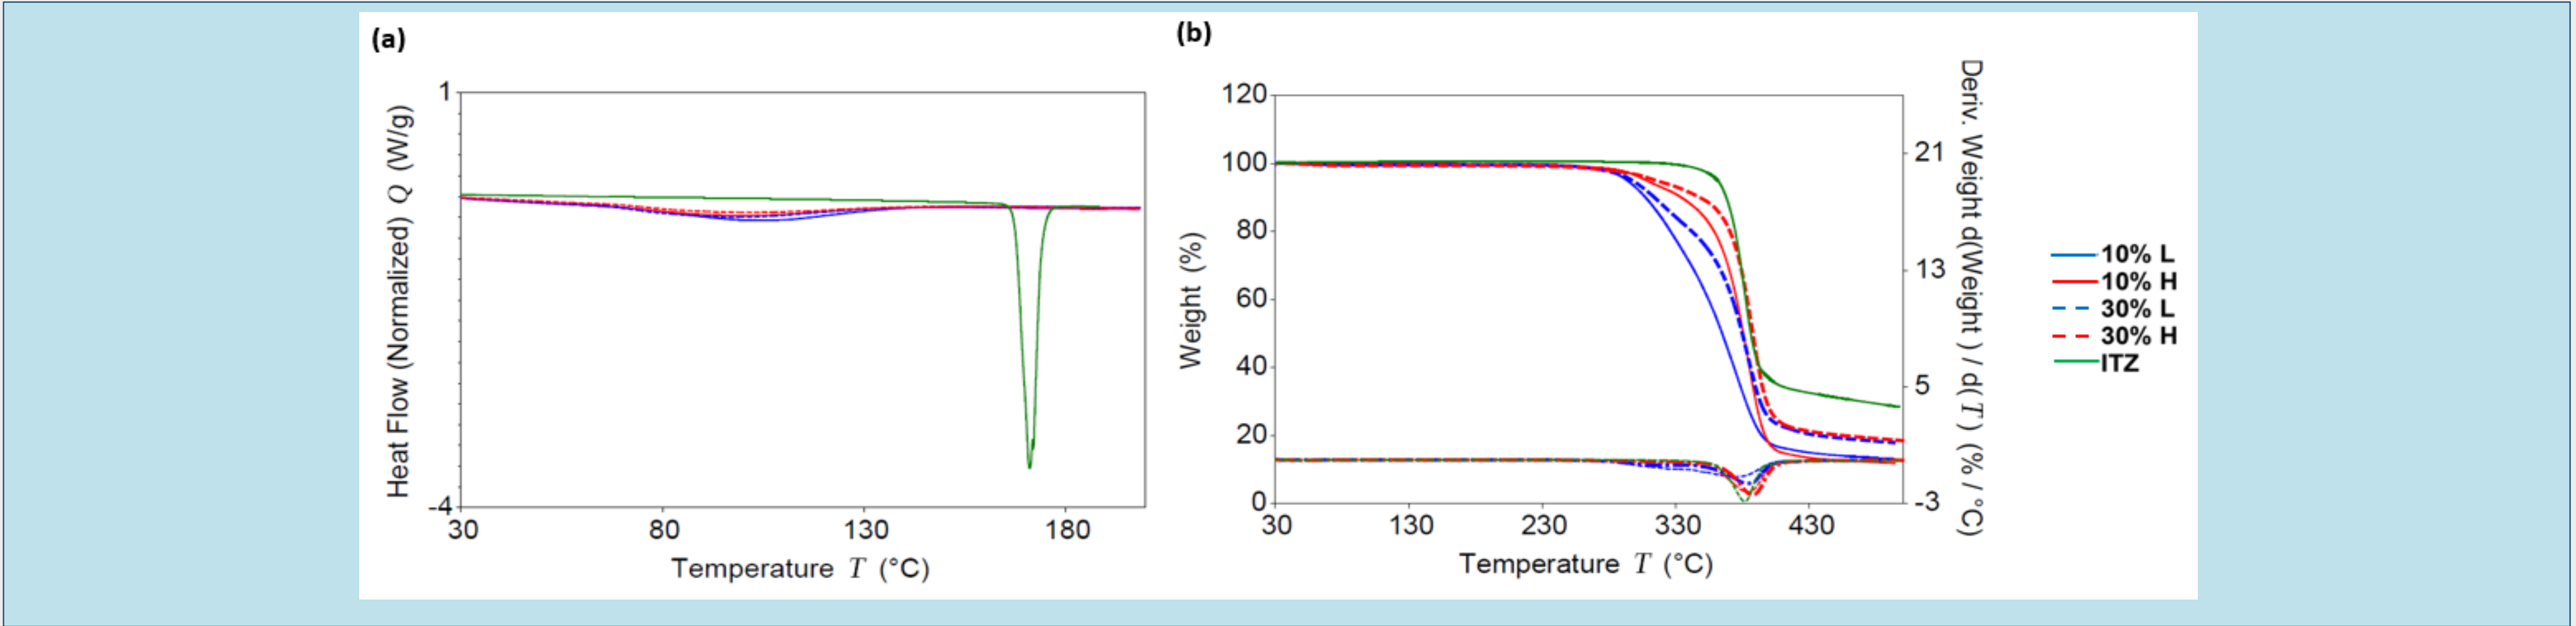 (a)
1
-4
Heat Flow (Normalized) Q (W/g)
30 80 130 180
Temperature T (°C)
(b)
120
100
80
60
40
20
0
Weight (%)
21
13
5
-3
Deriv. Weight d(Weight ) / d( T ) (% / °C)
30 130 230 330 430
Temperature T (°C)
10% L
10% H
30% L
30% H
ITZ